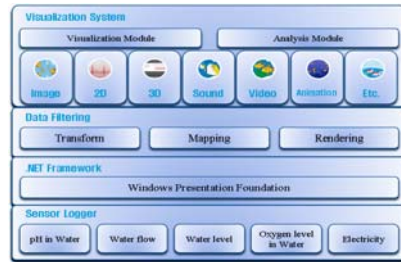 Visualization System
Visualization Module Analysis Module
Image 2D 3D Sound Video Animation Etc.
Data Filtering
Transform Mapping Rendering
.NET Framework
Windows Presentation Foundation
Sensor Logger
pH in Water Water flow Water level Oxygen level in Water Electricity